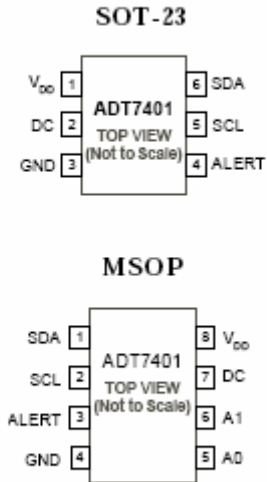 SOT-23
VDD 1 6 SDA
ADT7401
DC 2 TOP VIEW 5 SCL
GND 3 (Not to Scale) 4 ALERT
MSOP
SDA 1 8 VDD
ADT7401
SCL 2 7 DC
TOP VIEW
ALERT 3 (Not to Scale) 6 A1
GND 4 5 A0